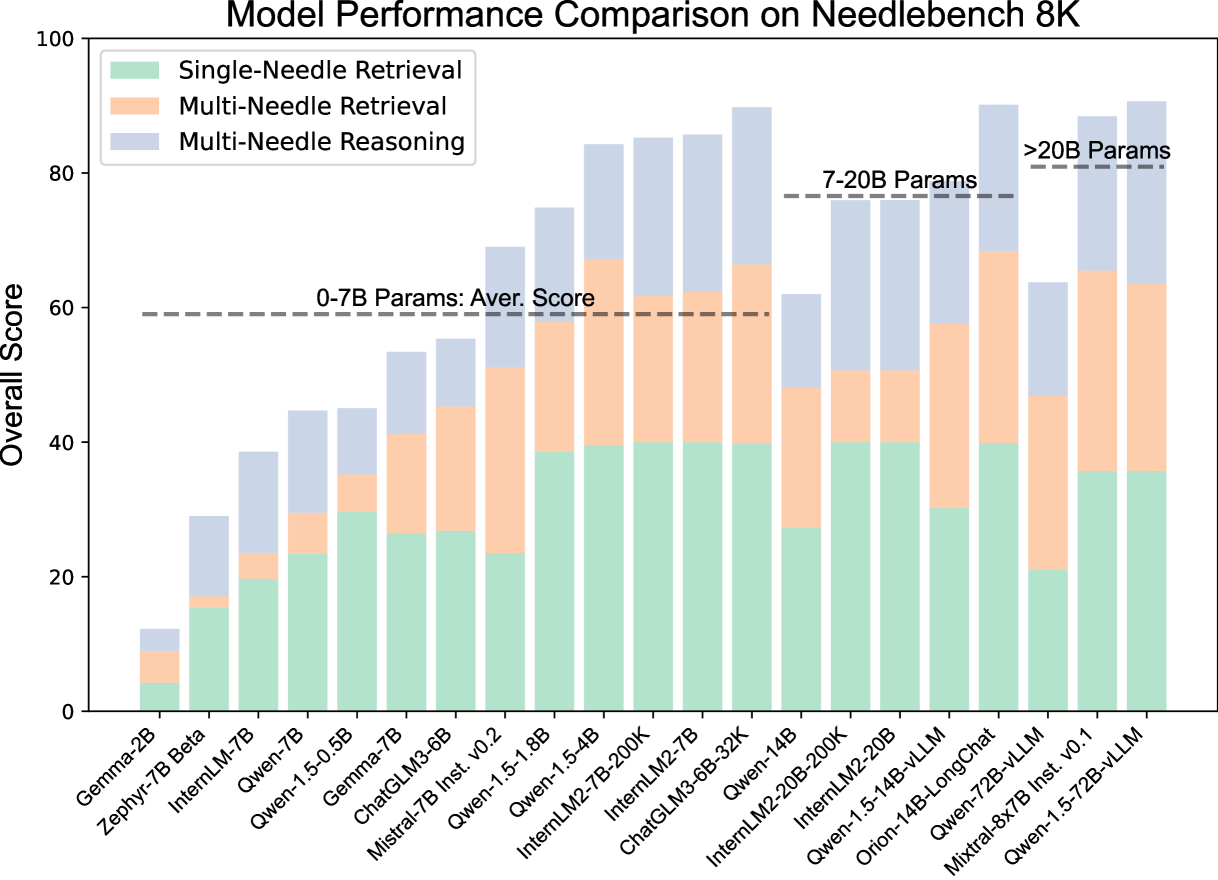 Model Performance Comparison on Needlebench 8K
Overall Score
100
80
60
40
20
0
Single-Needle Retrieval
Multi-Needle Retrieval
Multi-Needle Reasoning
0-7B Params: Aver. Score
7-20B Params
>20B Params
Gemma-2B
Zephyr-7B Beta
InternLM-7B
Qwen-7B
Qwen-1.5-0.5B
Gemma-7B
ChatGLM3-6B
Mistral-7B Inst. v0.2
Qwen-1.5-1.8B
Qwen-1.5-4B
InternLM2-7B-200K
InternLM2-7B
ChatGLM3-6B-32K
Qwen-14B
InternLM2-20B-200K
InternLM2-20B
Qwen-1.5-14B-vLLM
Orion-14B-LongChat
Qwen-72B-vLLM
Mixtral-8x7B Inst. v0.1
Qwen-1.5-72B-vLLM